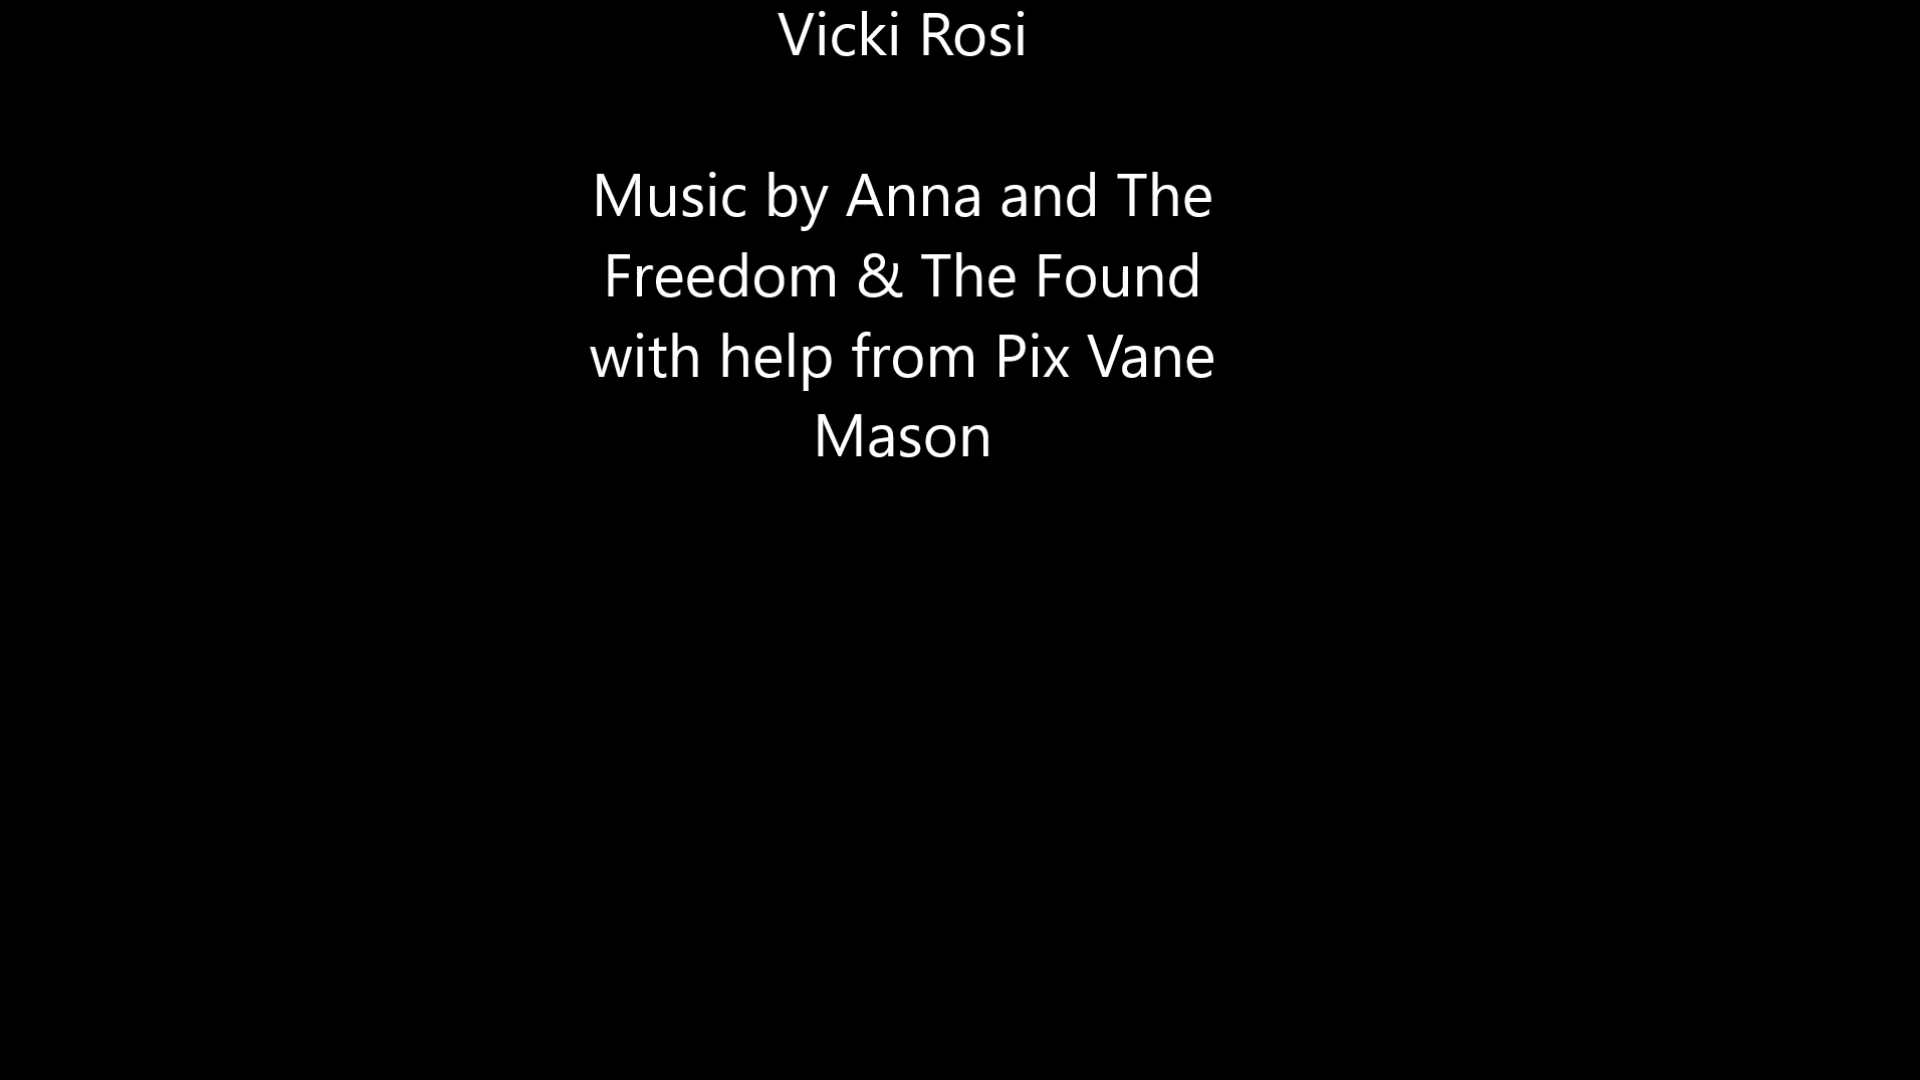 Vicki Rosi
Music by Anna and The
Freedom & The Found
with help from Pix Vane
Mason